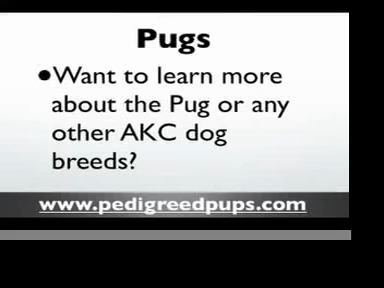 Pugs
•Want to learn more
about the Pug or any
other AKC dog
breeds?
www.pedigreedpups.com